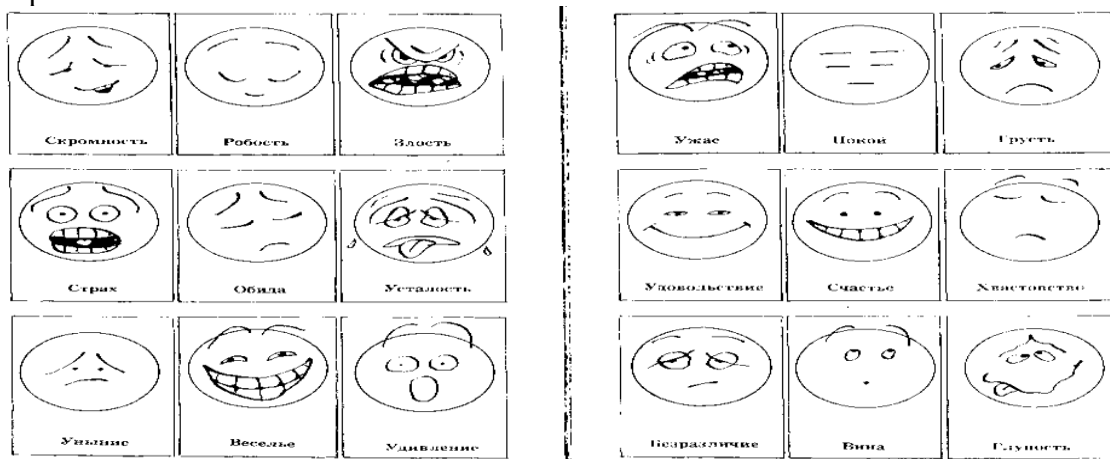 Скромность Робость Злость
Страх Обида Усталость
Уныние Веселье Удивление
Ужас Покой Грусть
Удовольствие Счастье Хвастовство
Безразличие Вина Глупость